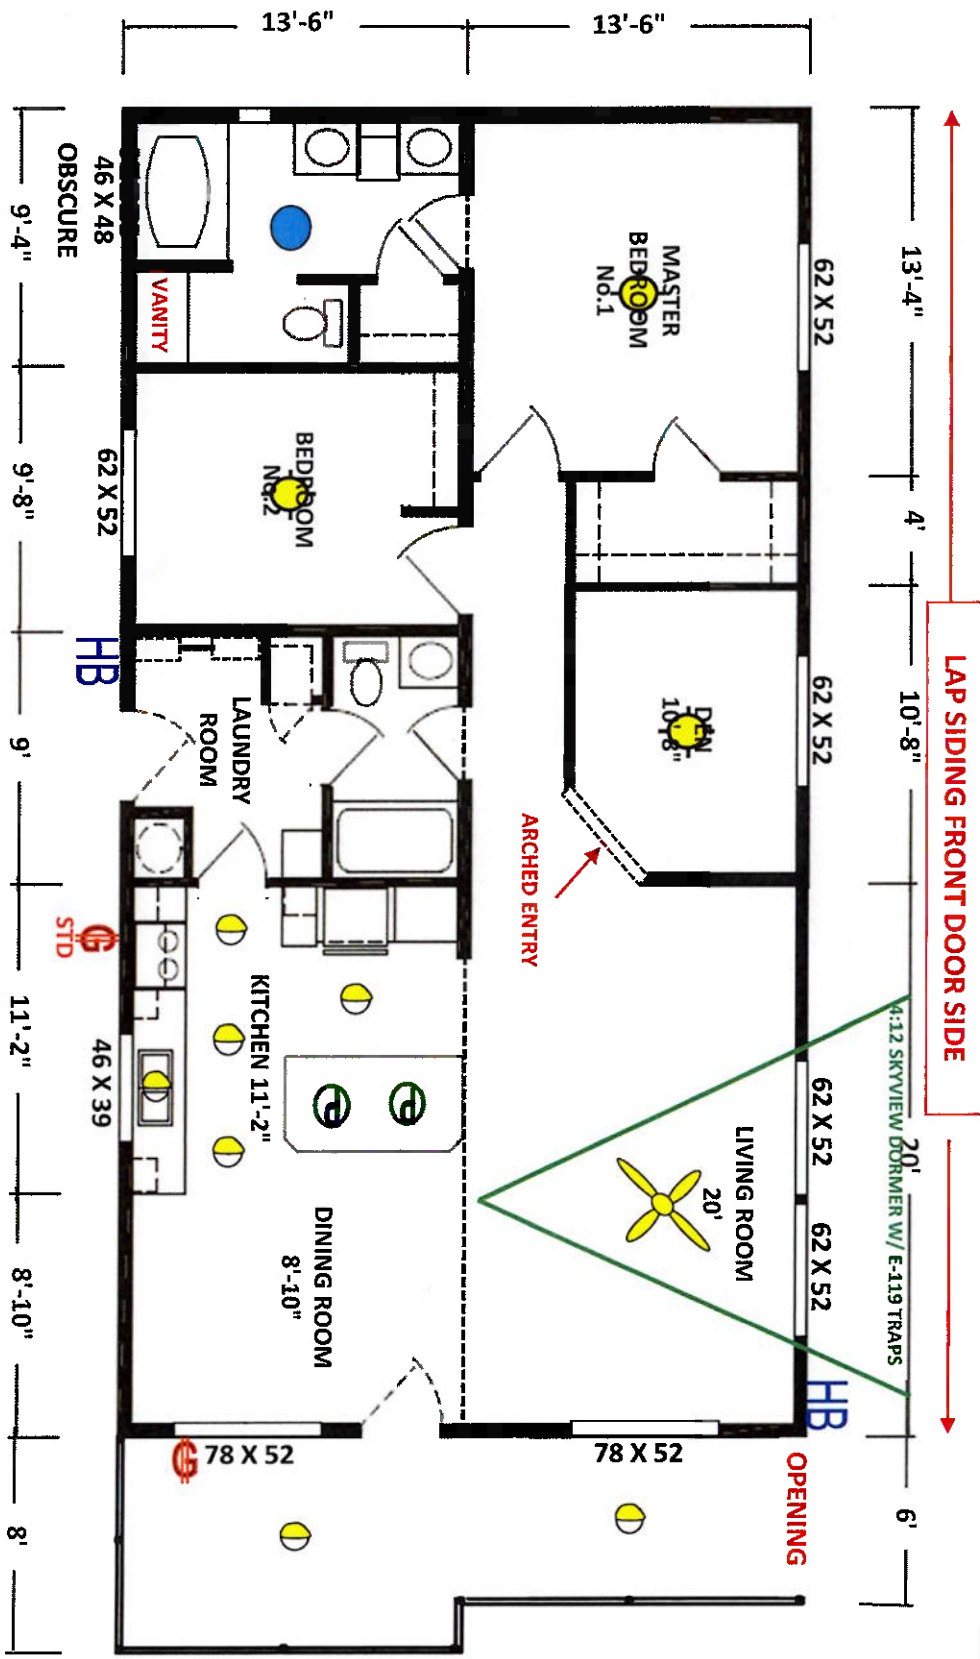 13'-6"
13'-6"
LAP SIDING FRONT DOOR SIDE
13'-4"
4'
10'-8"
20'
6'
4:12 SKYVIEW DORMER W/ E-119 TRAPS
62 X 52
62 X 52
62 X 52
62 X 52
HB
OPENING
MASTER
BEDROOM
No.1
DEN
10'-8"
ARCHED ENTRY
LIVING ROOM
20'
78 X 52
BEDROOM
No.2
VANITY
LAUNDRY
ROOM
KITCHEN 11'-2"
DINING ROOM
8'-10"
78 X 52
G
46 X 48
OBSCURE
62 X 52
HB
G
STD
46 X 39
9'-4"
9'-8"
9'
11'-2"
8'-10"
8'
P
P